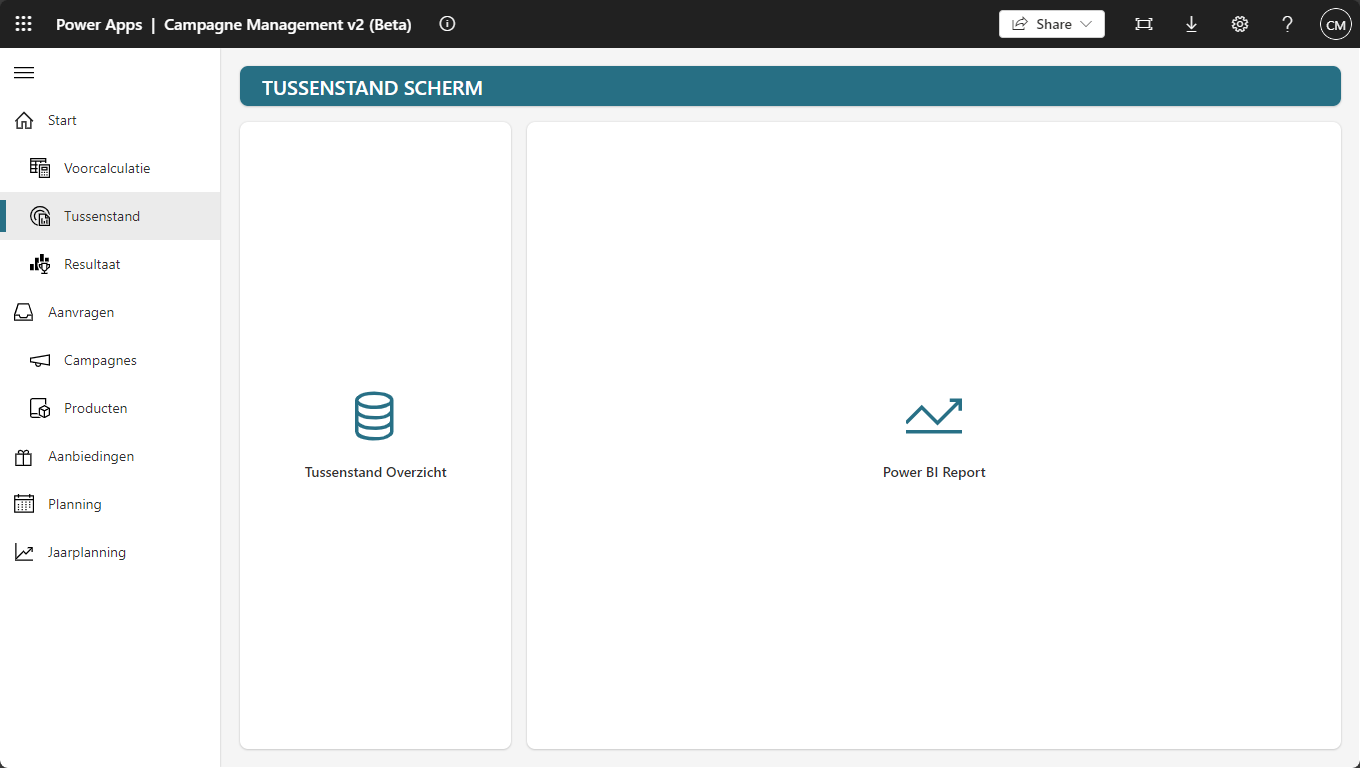 Power Apps | Campagne Management v2 (Beta)
Share
?
CM
TUSSENSTAND SCHERM
Start
Voorcalculatie
Tussenstand
Resultaat
Aanvragen
Campagnes
Producten
Aanbiedingen
Planning
Jaarplanning
Tussenstand Overzicht
Power BI Report